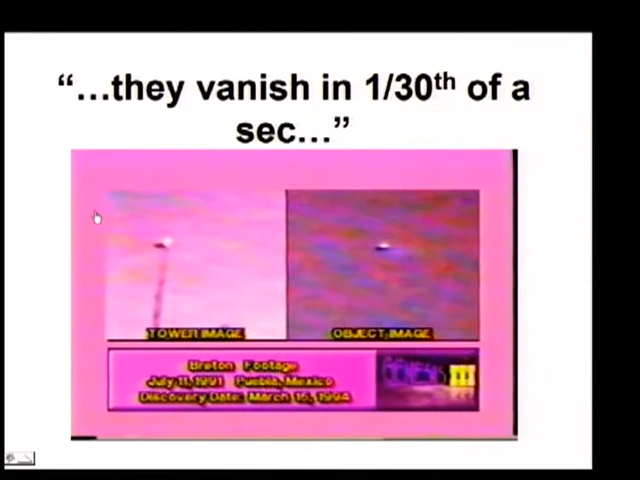 “...they vanish in 1/30th of a
sec...”
TOWER IMAGE
OBJECT IMAGE
Breton Footage
July 11, 1991 Puebla, Mexico
Discovery Date: March 15, 1994